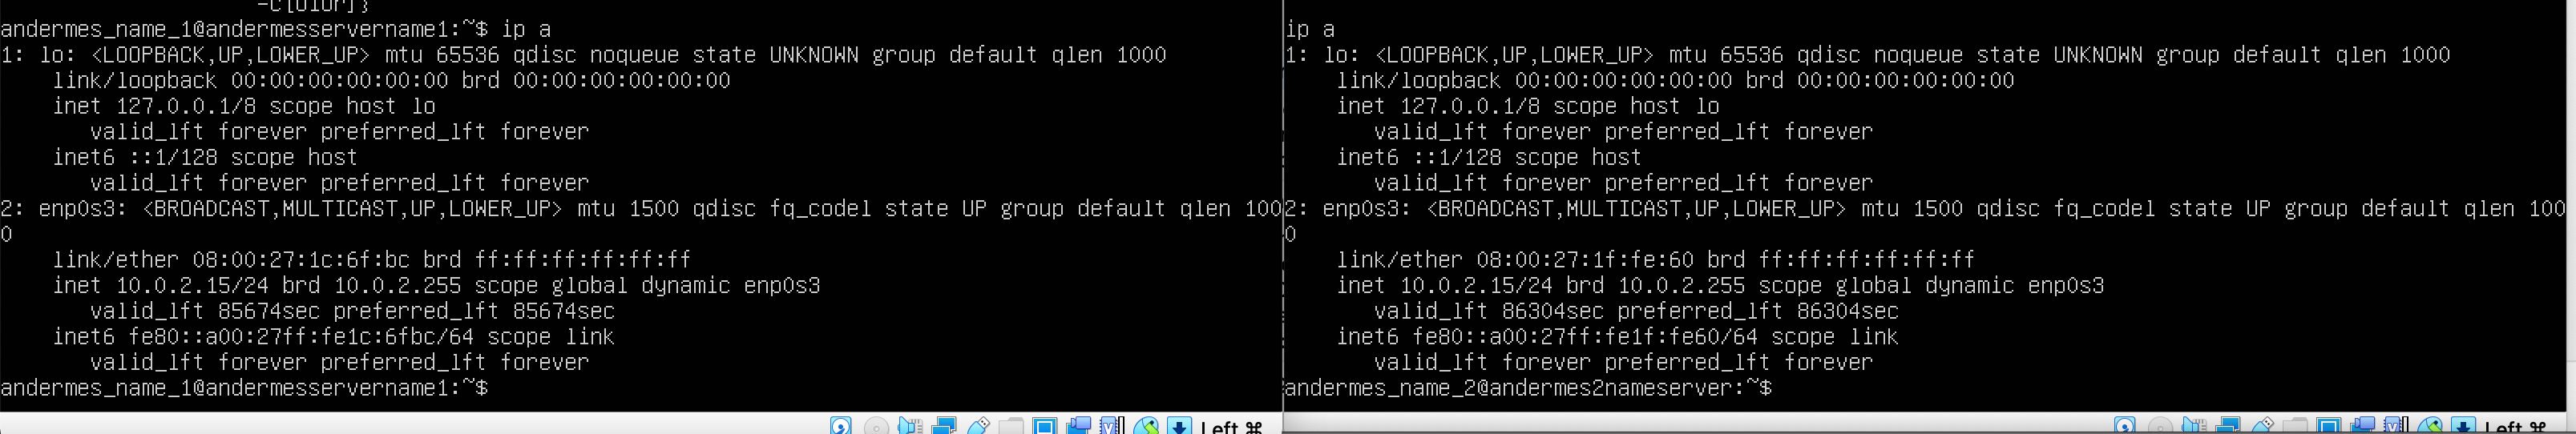 -c[olor]}
andermes_name_1@andermesservername1:~$ ip a
1: lo: <LOOPBACK,UP,LOWER_UP> mtu 65536 qdisc noqueue state UNKNOWN group default qlen 1000
link/loopback 00:00:00:00:00:00 brd 00:00:00:00:00:00
inet 127.0.0.1/8 scope host lo
valid_lft forever preferred_lft forever
inet6 ::1/128 scope host
valid_lft forever preferred_lft forever
2: enp0s3: <BROADCAST,MULTICAST,UP,LOWER_UP> mtu 1500 qdisc fq_codel state UP group default qlen 100
0
link/ether 08:00:27:1c:6f:bc brd ff:ff:ff:ff:ff:ff
inet 10.0.2.15/24 brd 10.0.2.255 scope global dynamic enp0s3
valid_lft 85674sec preferred_lft 85674sec
inet6 fe80::a00:27ff:fe1c:6fbc/64 scope link
valid_lft forever preferred_lft forever
andermes_name_1@andermesservername1:~$
Left ⌘
ip a
1: lo: <LOOPBACK,UP,LOWER_UP> mtu 65536 qdisc noqueue state UNKNOWN group default qlen 1000
link/loopback 00:00:00:00:00:00 brd 00:00:00:00:00:00
inet 127.0.0.1/8 scope host lo
valid_lft forever preferred_lft forever
inet6 ::1/128 scope host
valid_lft forever preferred_lft forever
2: enp0s3: <BROADCAST,MULTICAST,UP,LOWER_UP> mtu 1500 qdisc fq_codel state UP group default qlen 100
0
link/ether 08:00:27:1f:fe:60 brd ff:ff:ff:ff:ff:ff
inet 10.0.2.15/24 brd 10.0.2.255 scope global dynamic enp0s3
valid_lft 86304sec preferred_lft 86304sec
inet6 fe80::a00:27ff:fe1f:fe60/64 scope link
valid_lft forever preferred_lft forever
andermes_name_2@andermes2nameserver:~$
Left ⌘